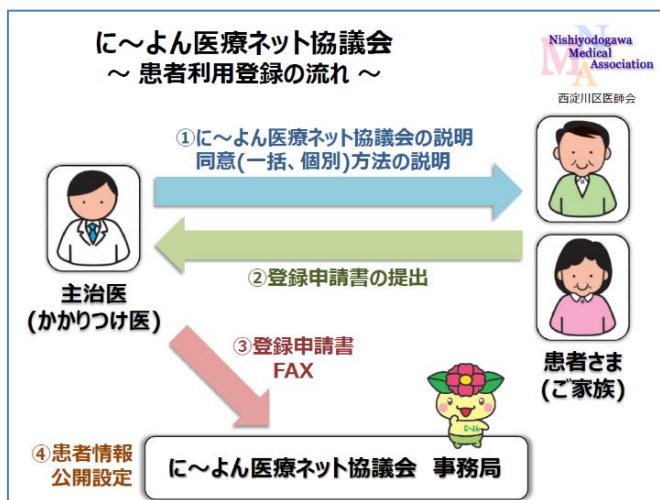 に～よん医療ネット協議会
～ 患者利用登録の流れ ～
Nishiyodogawa
Medical
Association
NMA
西淀川区医師会
①に～よん医療ネット協議会の説明
同意(一括、個別)方法の説明
②登録申請書の提出
主治医
(かかりつけ医)
③登録申請書
FAX
患者さま
(ご家族)
④患者情報
公開設定
に～よん医療ネット協議会 事務局